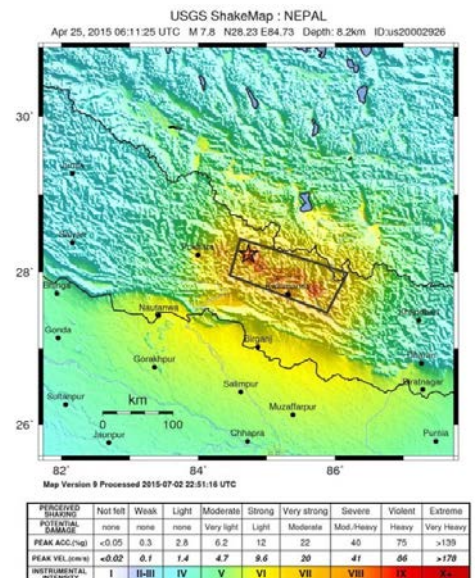 USGS ShakeMap : NEPAL
Apr 25, 2015 06:11:25 UTC M 7.8 N28.23 E84.73 Depth: 8.2km ID:us20002926
30˚
28˚
26˚
Pokhara
Kathmandu
Nautanwa
Birganj
Gonda
Gorakhpur
Salimpur
Biratnagar
Sultanpur
km
0 100
Muzaffarpur
Jaunpur
Chhapra
82˚ 84˚ 86˚
Map Version 9 Processed 2015-07-02 22:51:16 UTC
PERCEIVED SHAKING Not felt Weak Light Moderate Strong Very strong Severe Violent Extreme
POTENTIAL DAMAGE none none none Very light Light Moderate Mod./Heavy Heavy Very Heavy
PEAK ACC.(%g) <0.05 0.3 2.8 6.2 12 22 40 75 >139
PEAK VEL.(cm/s) <0.02 0.1 1.4 4.7 9.6 20 41 86 >178
INSTRUMENTAL INTENSITY I II-III IV V VI VII VIII IX X+